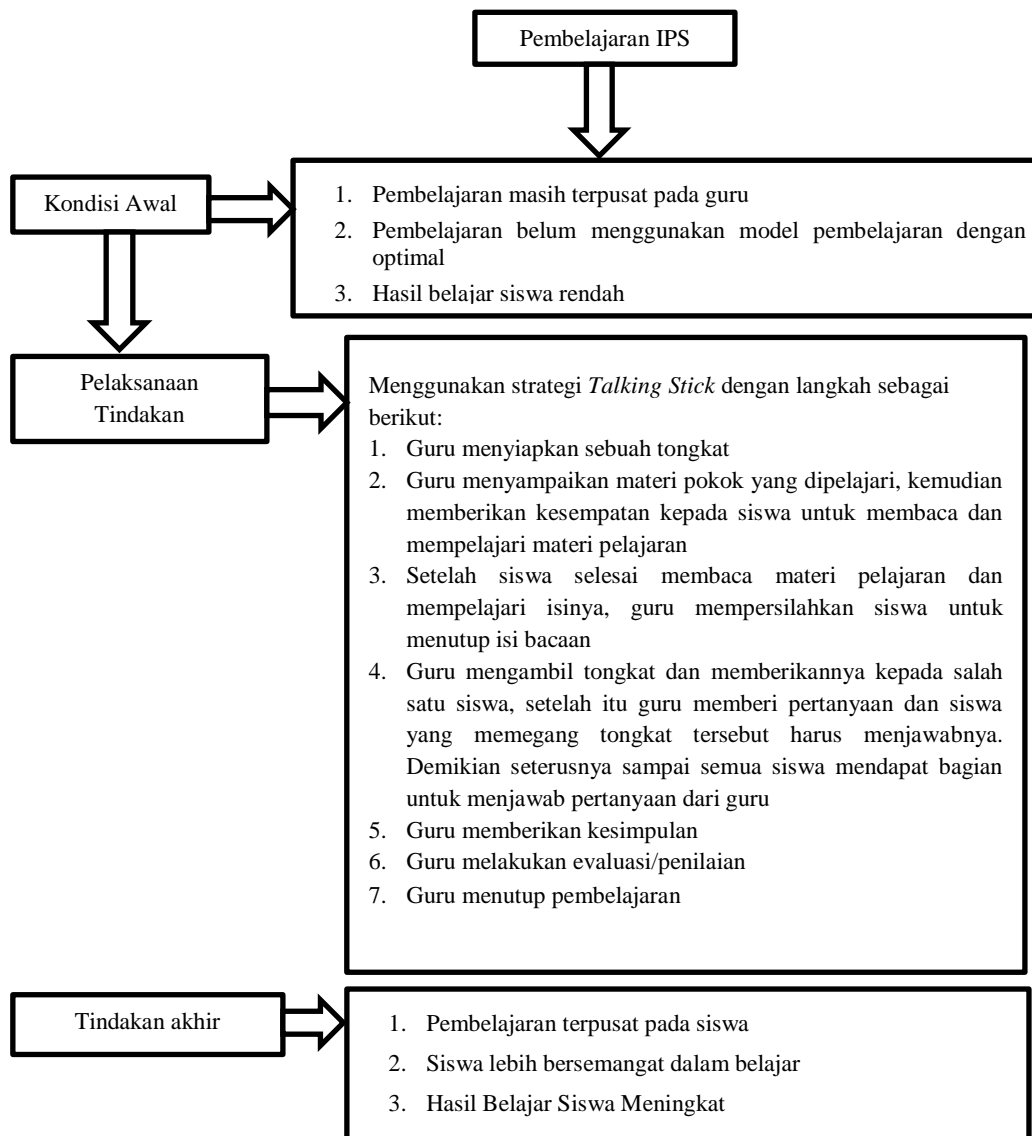 Pembelajaran IPS
Kondisi Awal
1. Pembelajaran masih terpusat pada guru
2. Pembelajaran belum menggunakan model pembelajaran dengan
optimal
3. Hasil belajar siswa rendah
Pelaksanaan
Tindakan
Menggunakan strategi Talking Stick dengan langkah sebagai
berikut:
1. Guru menyiapkan sebuah tongkat
2. Guru menyampaikan materi pokok yang dipelajari, kemudian
memberikan kesempatan kepada siswa untuk membaca dan
mempelajari materi pelajaran
3. Setelah siswa selesai membaca materi pelajaran dan
mempelajari isinya, guru mempersilahkan siswa untuk
menutup isi bacaan
4. Guru mengambil tongkat dan memberikannya kepada salah
satu siswa, setelah itu guru memberi pertanyaan dan siswa
yang memegang tongkat tersebut harus menjawabnya.
Demikian seterusnya sampai semua siswa mendapat bagian
untuk menjawab pertanyaan dari guru
5. Guru memberikan kesimpulan
6. Guru melakukan evaluasi/penilaian
7. Guru menutup pembelajaran
Tindakan akhir
1. Pembelajaran terpusat pada siswa
2. Siswa lebih bersemangat dalam belajar
3. Hasil Belajar Siswa Meningkat